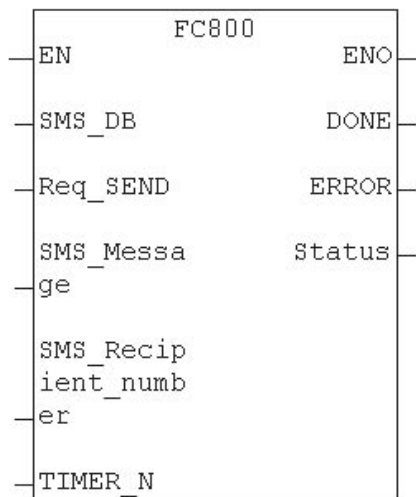 FC800
EN ENO
SMS_DB DONE
Req_SEND ERROR
SMS_Messa Status
ge
SMS_Recip
ient_numb
er
TIMER_N